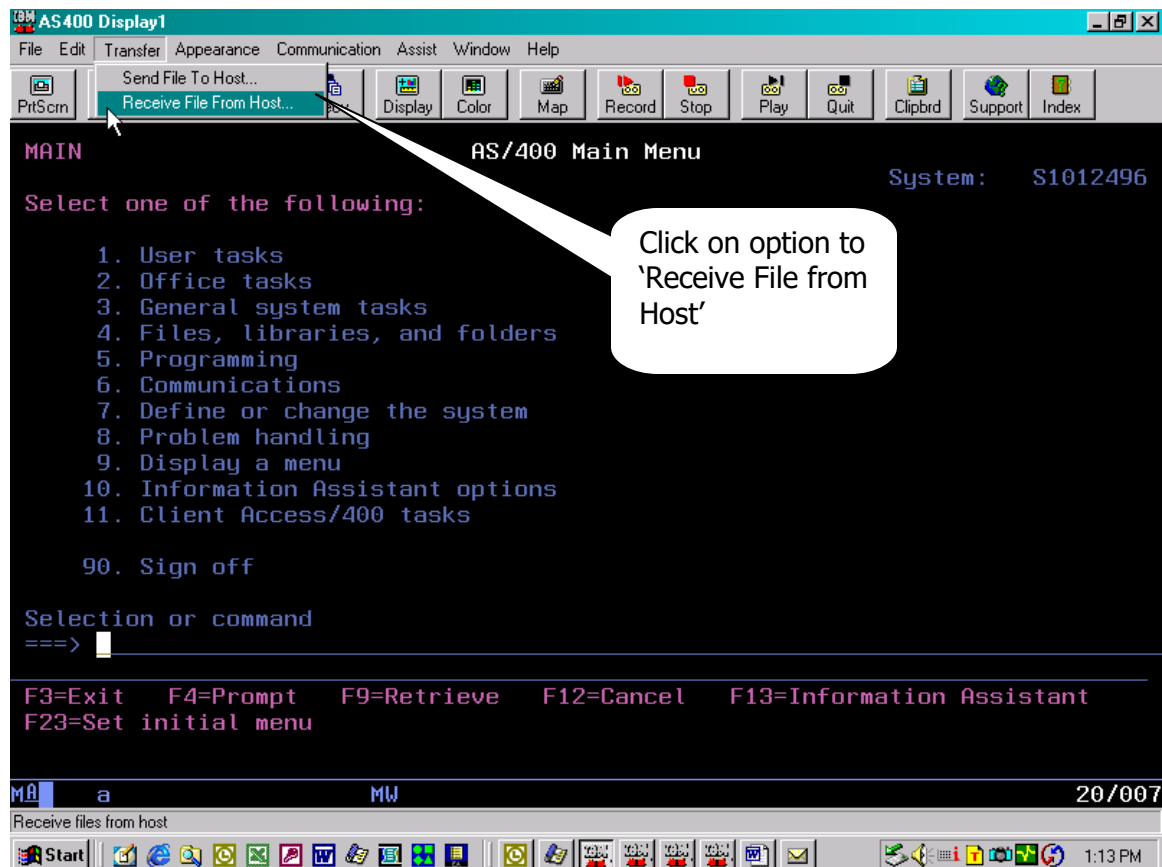 AS400 Display1
File Edit Transfer Appearance Communication Assist Window Help
Send File To Host...
Receive File From Host...
PrtScrn Display Color Map Record Stop Play Quit Clipbrd Support Index
MAIN AS/400 Main Menu
System: S1012496
Select one of the following:
1. User tasks
2. Office tasks
3. General system tasks
4. Files, libraries, and folders
5. Programming
6. Communications
7. Define or change the system
8. Problem handling
9. Display a menu
10. Information Assistant options
11. Client Access/400 tasks
90. Sign off
Click on option to
‘Receive File from
Host’
Selection or command
===>
F3=Exit F4=Prompt F9=Retrieve F12=Cancel F13=Information Assistant
F23=Set initial menu
MA a MW 20/007
Receive files from host
Start 1:13 PM